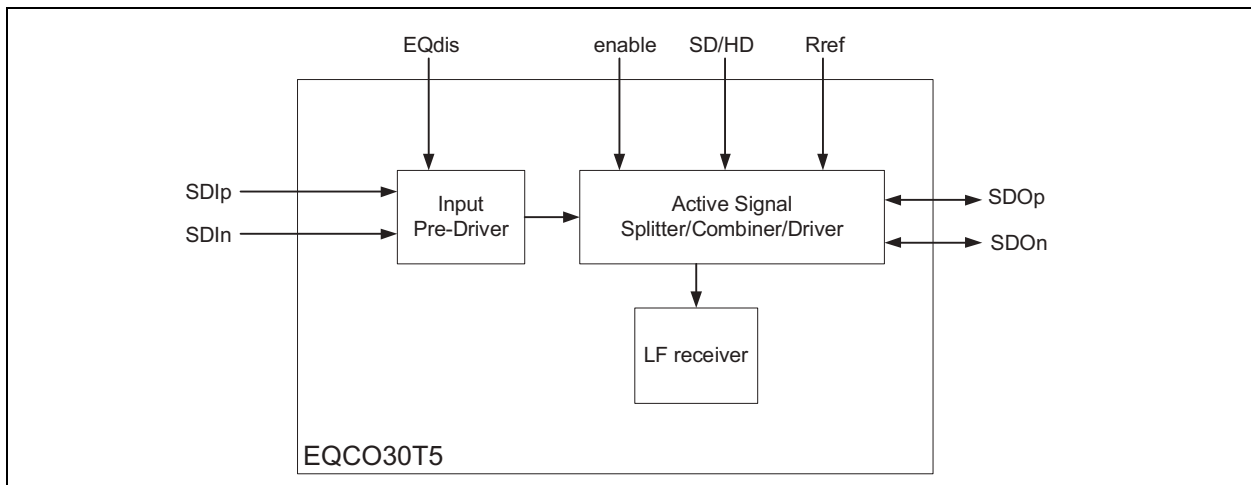 EQdis
enable
SD/HD
Rref
SDIp
SDIn
Input
Pre-Driver
Active Signal
Splitter/Combiner/Driver
SDOp
SDOn
LF receiver
EQCO30T5